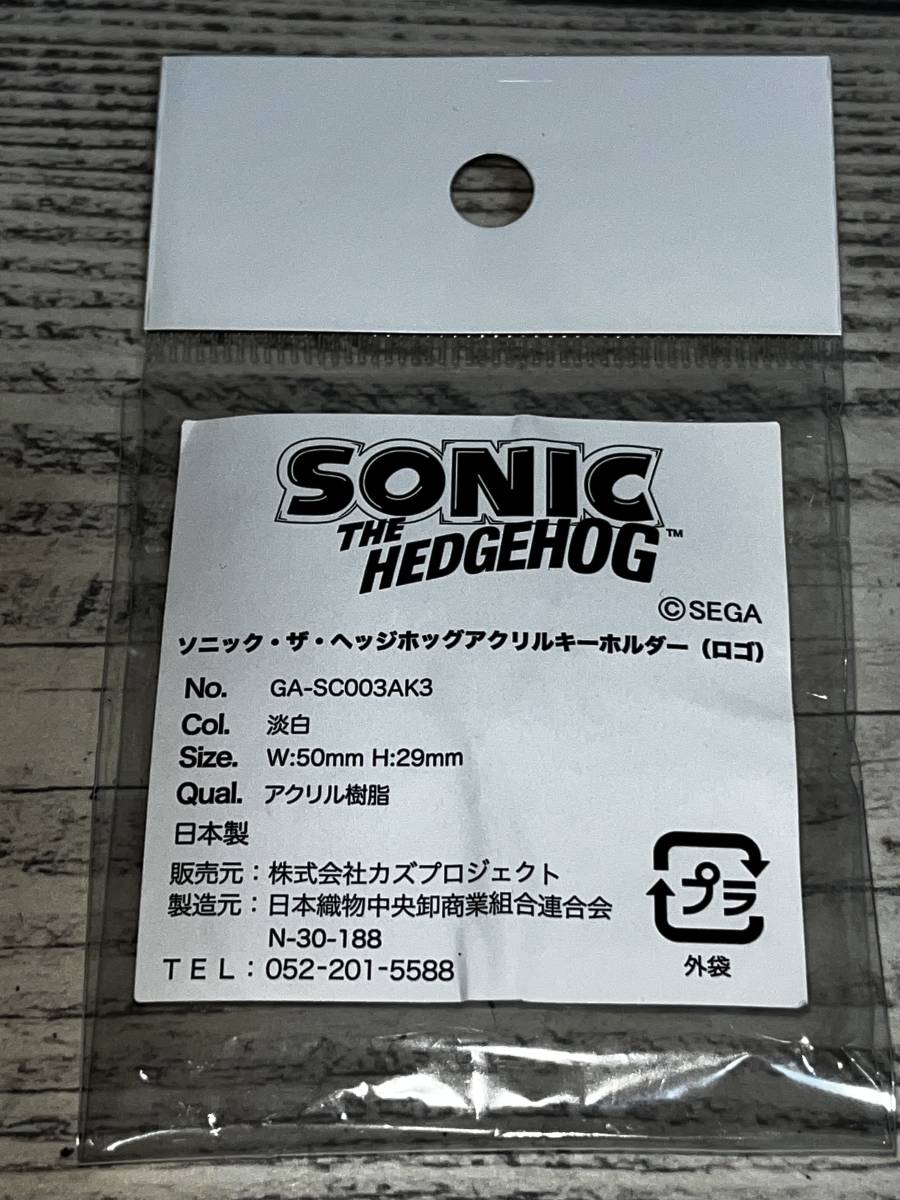 SONIC
THE
HEDGEHOG™
©SEGA
ソニック・ザ・ヘッジホッグアクリルキーホルダー（ロゴ）
No. GA-SC003AK3
Col. 淡白
Size. W:50mm H:29mm
Qual. アクリル樹脂
日本製
販売元：株式会社カズプロジェクト
製造元：日本織物中央卸商業組合連合会
N-30-188
ＴＥＬ：052-201-5588
プラ
外袋